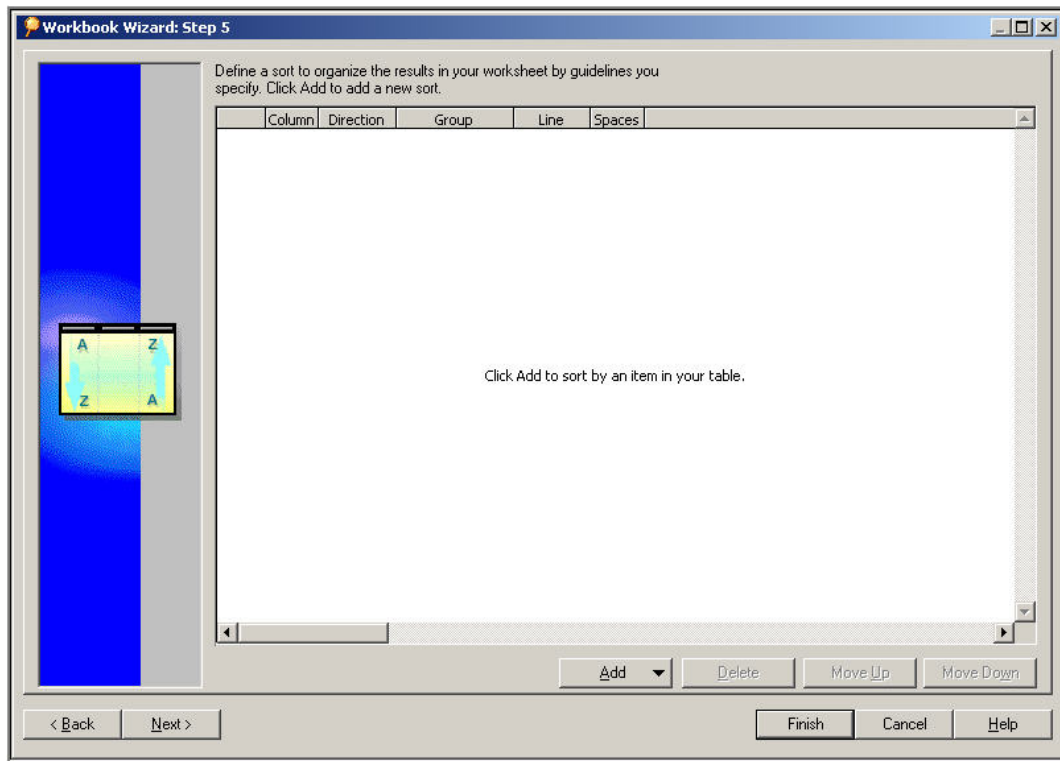 Workbook Wizard: Step 5
Define a sort to organize the results in your worksheet by guidelines you
specify. Click Add to add a new sort.
Column Direction Group Line Spaces
A Z
Z A
Click Add to sort by an item in your table.
Add Delete Move Up Move Down
< Back Next > Finish Cancel Help